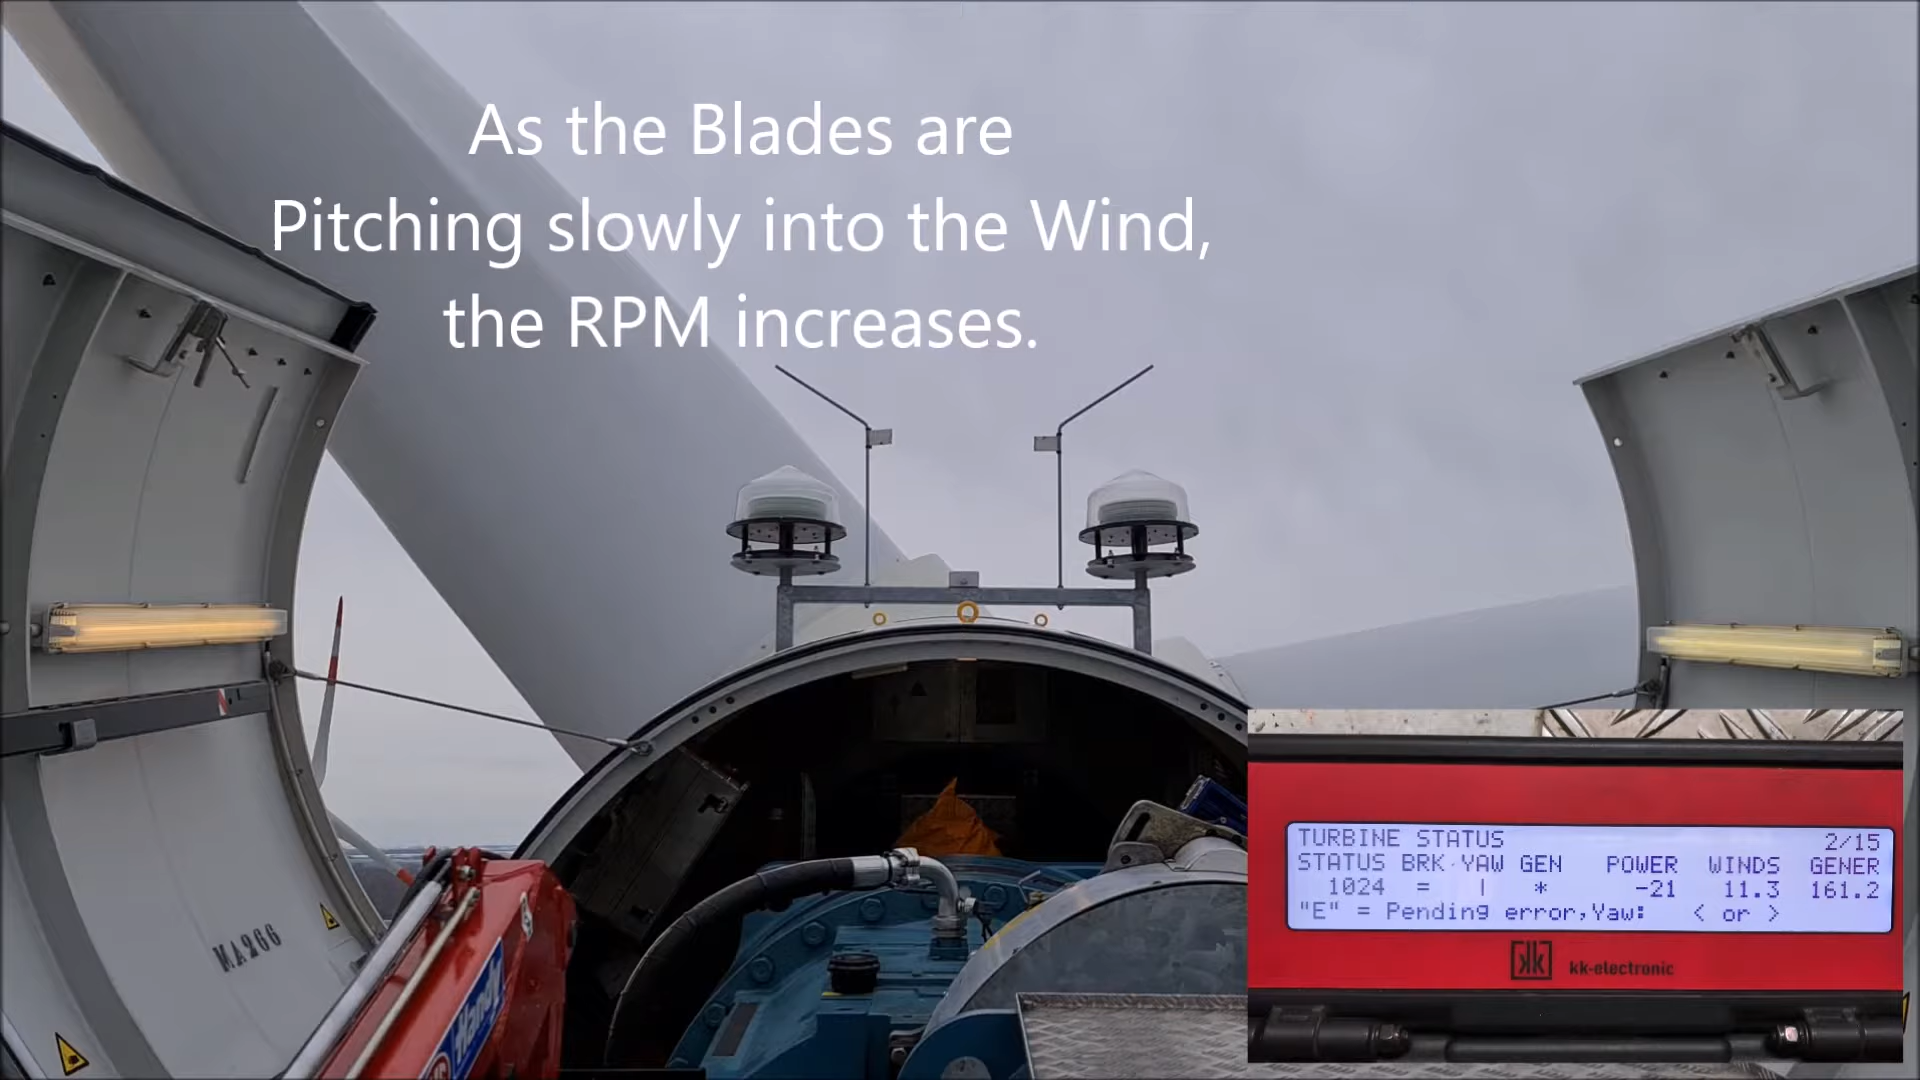 As the Blades are
Pitching slowly into the Wind,
the RPM increases.
MA266
Handy
TURBINE STATUS 2/15
STATUS BRK YAW GEN POWER WINDS GENER
1024 = | * -21 11.3 161.2
"E" = Pending error,Yaw: < or >
kk-electronic